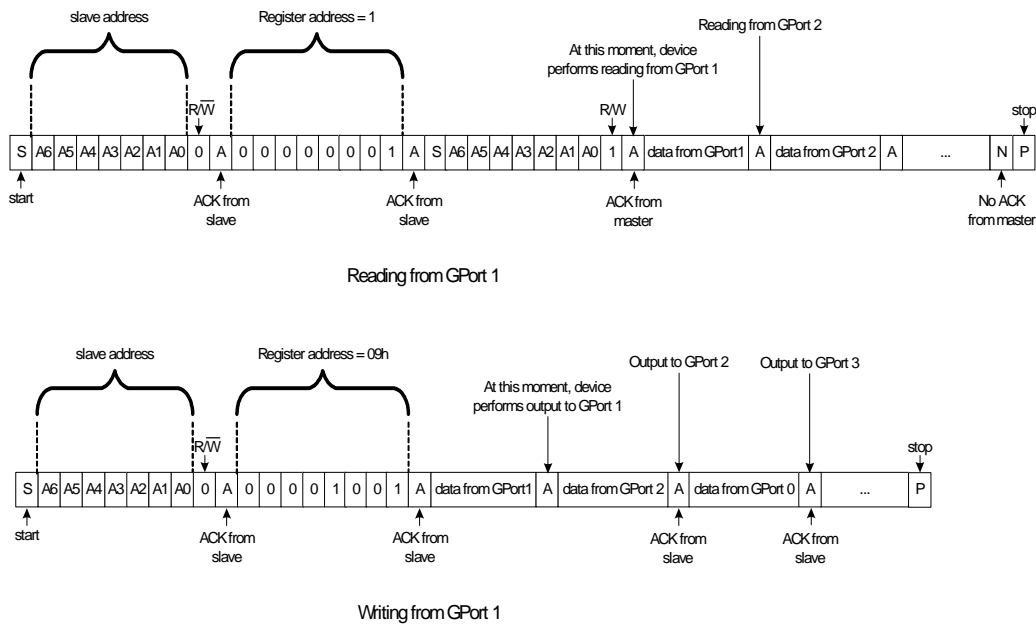 slave address
Register address = 1
Reading from GPort 2
At this moment, device
performs reading from GPort 1
R/W
R/W
stop
S A6 A5 A4 A3 A2 A1 A0 0 A 0 0 0 0 0 0 0 1 A S A6 A5 A4 A3 A2 A1 A0 1 A data from GPort1 A data from GPort 2 A ... N P
start
ACK from
slave
ACK from
slave
ACK from
master
No ACK
from master
Reading from GPort 1
slave address
Register address = 09h
Output to GPort 2
Output to GPort 3
At this moment, device
performs output to GPort 1
R/W
stop
S A6 A5 A4 A3 A2 A1 A0 0 A 0 0 0 0 1 0 0 1 A data from GPort1 A data from GPort 2 A data from GPort 0 A ... P
start
ACK from
slave
ACK from
slave
ACK from
slave
ACK from
slave
Writing from GPort 1